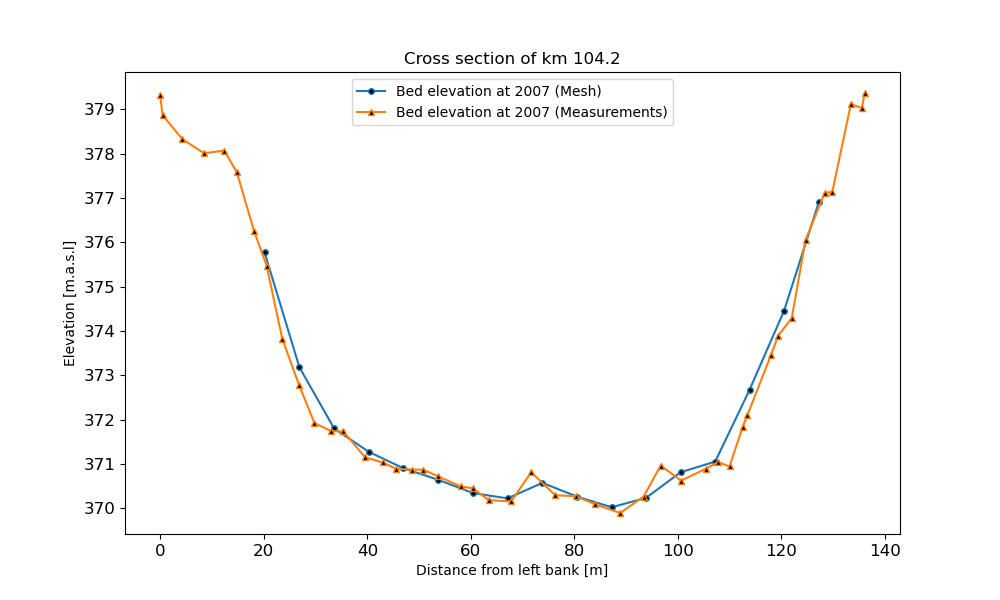 Cross section of km 104.2
Bed elevation at 2007 (Mesh)
Bed elevation at 2007 (Measurements)
379
378
377
376
375
374
373
372
371
370
Elevation [m.a.s.l]
0 20 40 60 80 100 120 140
Distance from left bank [m]